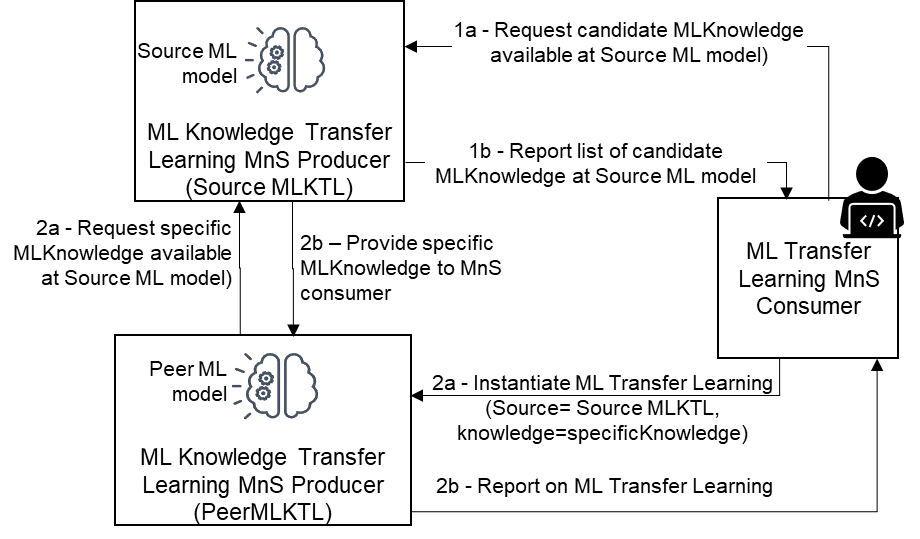 Source ML
model
ML Knowledge Transfer
Learning MnS Producer
(Source MLKTL)
1a - Request candidate MLKnowledge
available at Source ML model)
1b - Report list of candidate
MLKnowledge at Source ML model
</>
ML Transfer
Learning MnS
Consumer
2a - Request specific
MLKnowledge available
at Source ML model)
2b – Provide specific
MLKnowledge to MnS
consumer
Peer ML
model
ML Knowledge Transfer
Learning MnS Producer
(PeerMLKTL)
2a - Instantiate ML Transfer Learning
(Source= Source MLKTL,
knowledge=specificKnowledge)
2b - Report on ML Transfer Learning